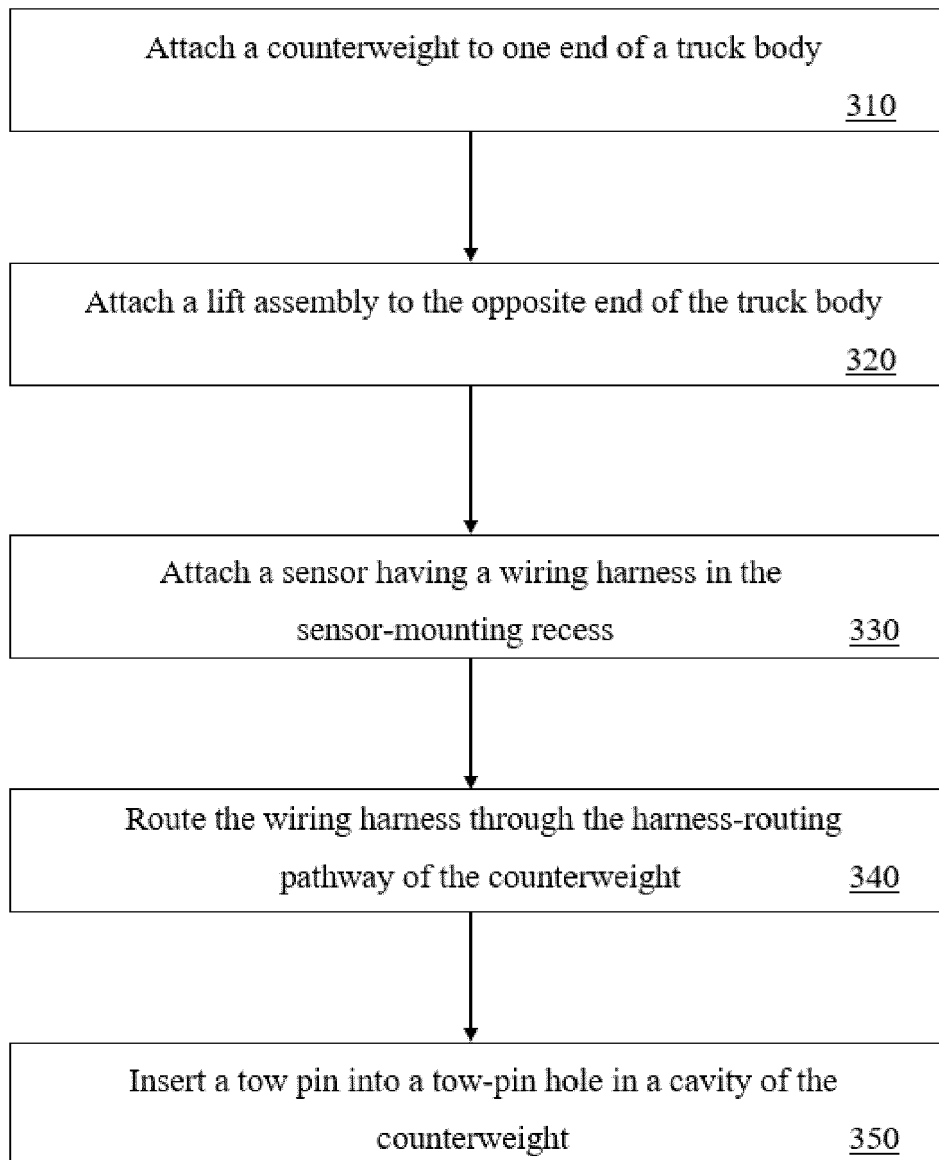 Attach a counterweight to one end of a truck body
310
Attach a lift assembly to the opposite end of the truck body
320
Attach a sensor having a wiring harness in the
sensor-mounting recess 330
Route the wiring harness through the harness-routing
pathway of the counterweight 340
Insert a tow pin into a tow-pin hole in a cavity of the
counterweight 350